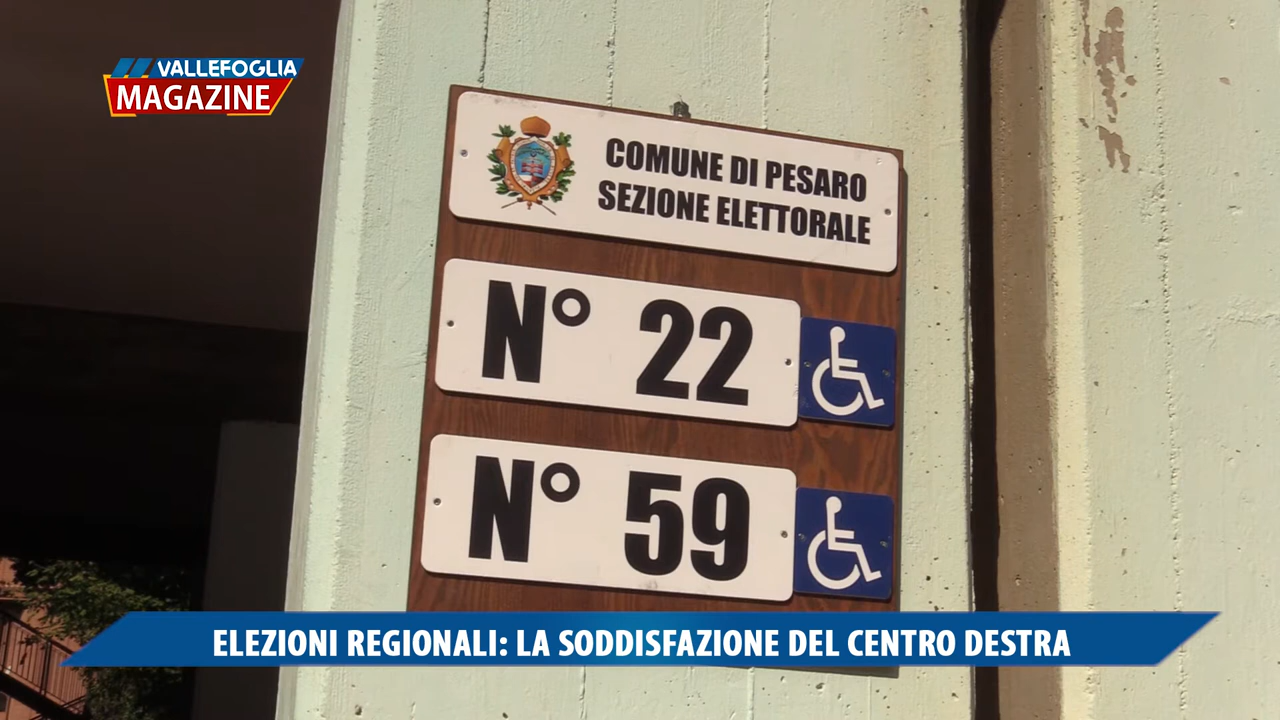 VALLEFOGLIA
MAGAZINE
COMUNE DI PESARO
SEZIONE ELETTORALE
N° 22
N° 59
ELEZIONI REGIONALI: LA SODDISFAZIONE DEL CENTRO DESTRA